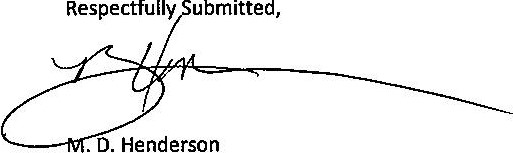 Respectfully Submitted,
M. D. Henderson